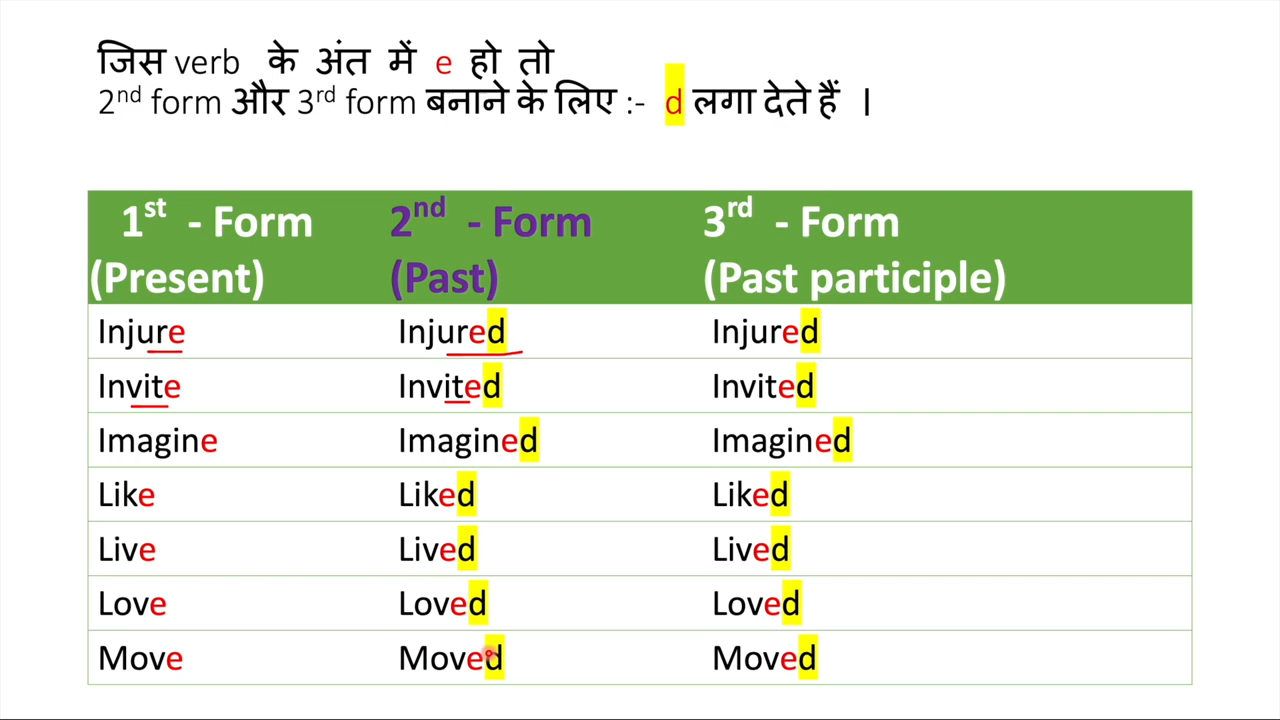 जिस verb के अंत में e हो तो
2nd form और 3rd form बनाने के लिए :- d लगा देते हैं ।
1st - Form 2nd - Form 3rd - Form
(Present) (Past) (Past participle)
Injure Injured Injured
Invite Invited Invited
Imagine Imagined Imagined
Like Liked Liked
Live Lived Lived
Love Loved Loved
Move Moved Moved